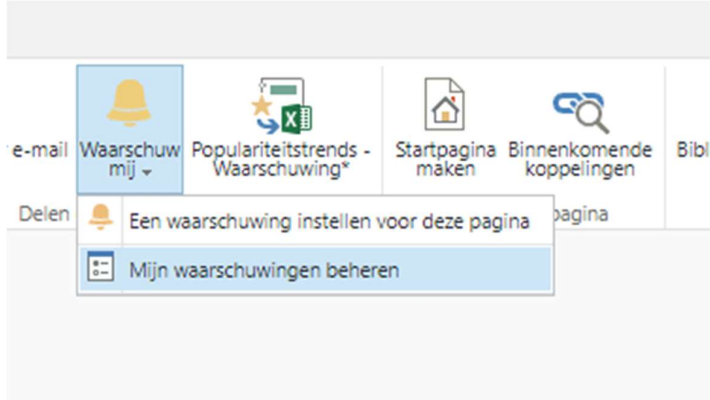 e-mail
Waarschuw
mij
Populariteitstrends -
Waarschuwing*
Startpagina
maken
Binnenkomende
koppelingen
Bibl
Delen
pagina
Een waarschuwing instellen voor deze pagina
Mijn waarschuwingen beheren